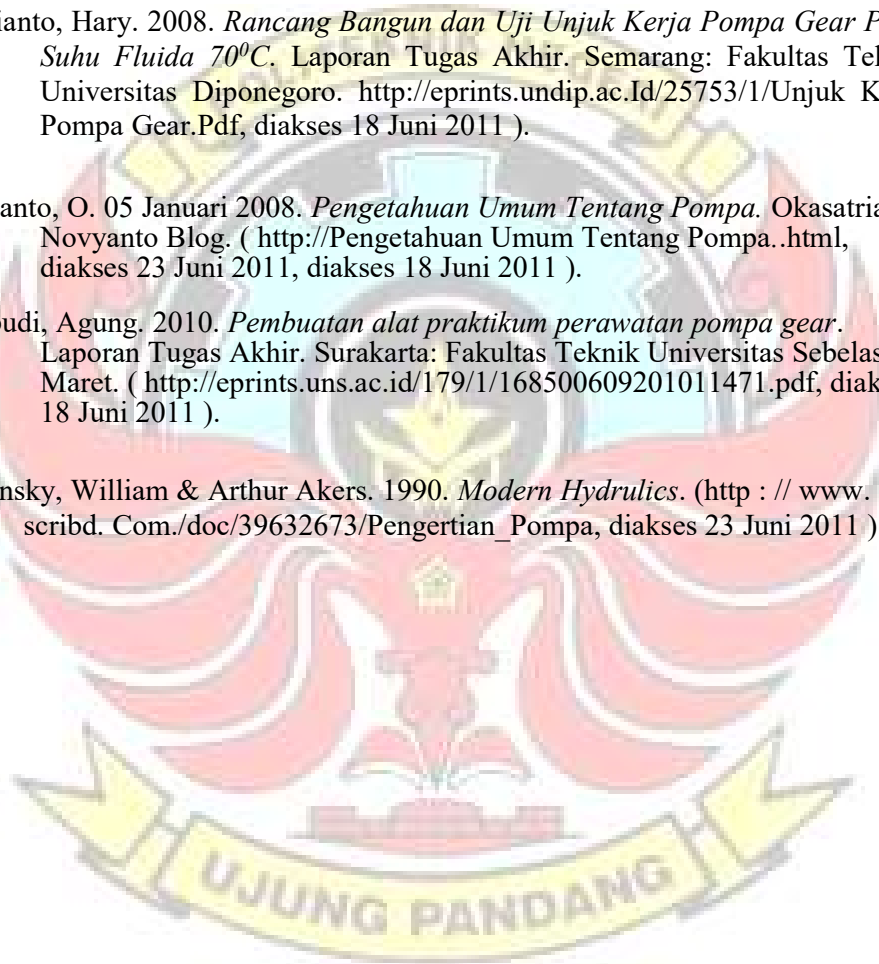 ianto, Hary. 2008. Rancang Bangun dan Uji Unjuk Kerja Pompa Gear P
Suhu Fluida 70⁰C. Laporan Tugas Akhir. Semarang: Fakultas Tek
Universitas Diponegoro. http://eprints.undip.ac.Id/25753/1/Unjuk K
Pompa Gear.Pdf, diakses 18 Juni 2011 ).
anto, O. 05 Januari 2008. Pengetahuan Umum Tentang Pompa. Okasatria
Novyanto Blog. ( http://Pengetahuan Umum Tentang Pompa..html,
diakses 23 Juni 2011, diakses 18 Juni 2011 ).
oudi, Agung. 2010. Pembuatan alat praktikum perawatan pompa gear.
Laporan Tugas Akhir. Surakarta: Fakultas Teknik Universitas Sebelas
Maret. ( http://eprints.uns.ac.id/179/1/168500609201011471.pdf, diak
18 Juni 2011 ).
nsky, William & Arthur Akers. 1990. Modern Hydrulics. (http : // www.
scribd. Com./doc/39632673/Pengertian_Pompa, diakses 23 Juni 2011 )
UJUNG PANDANG